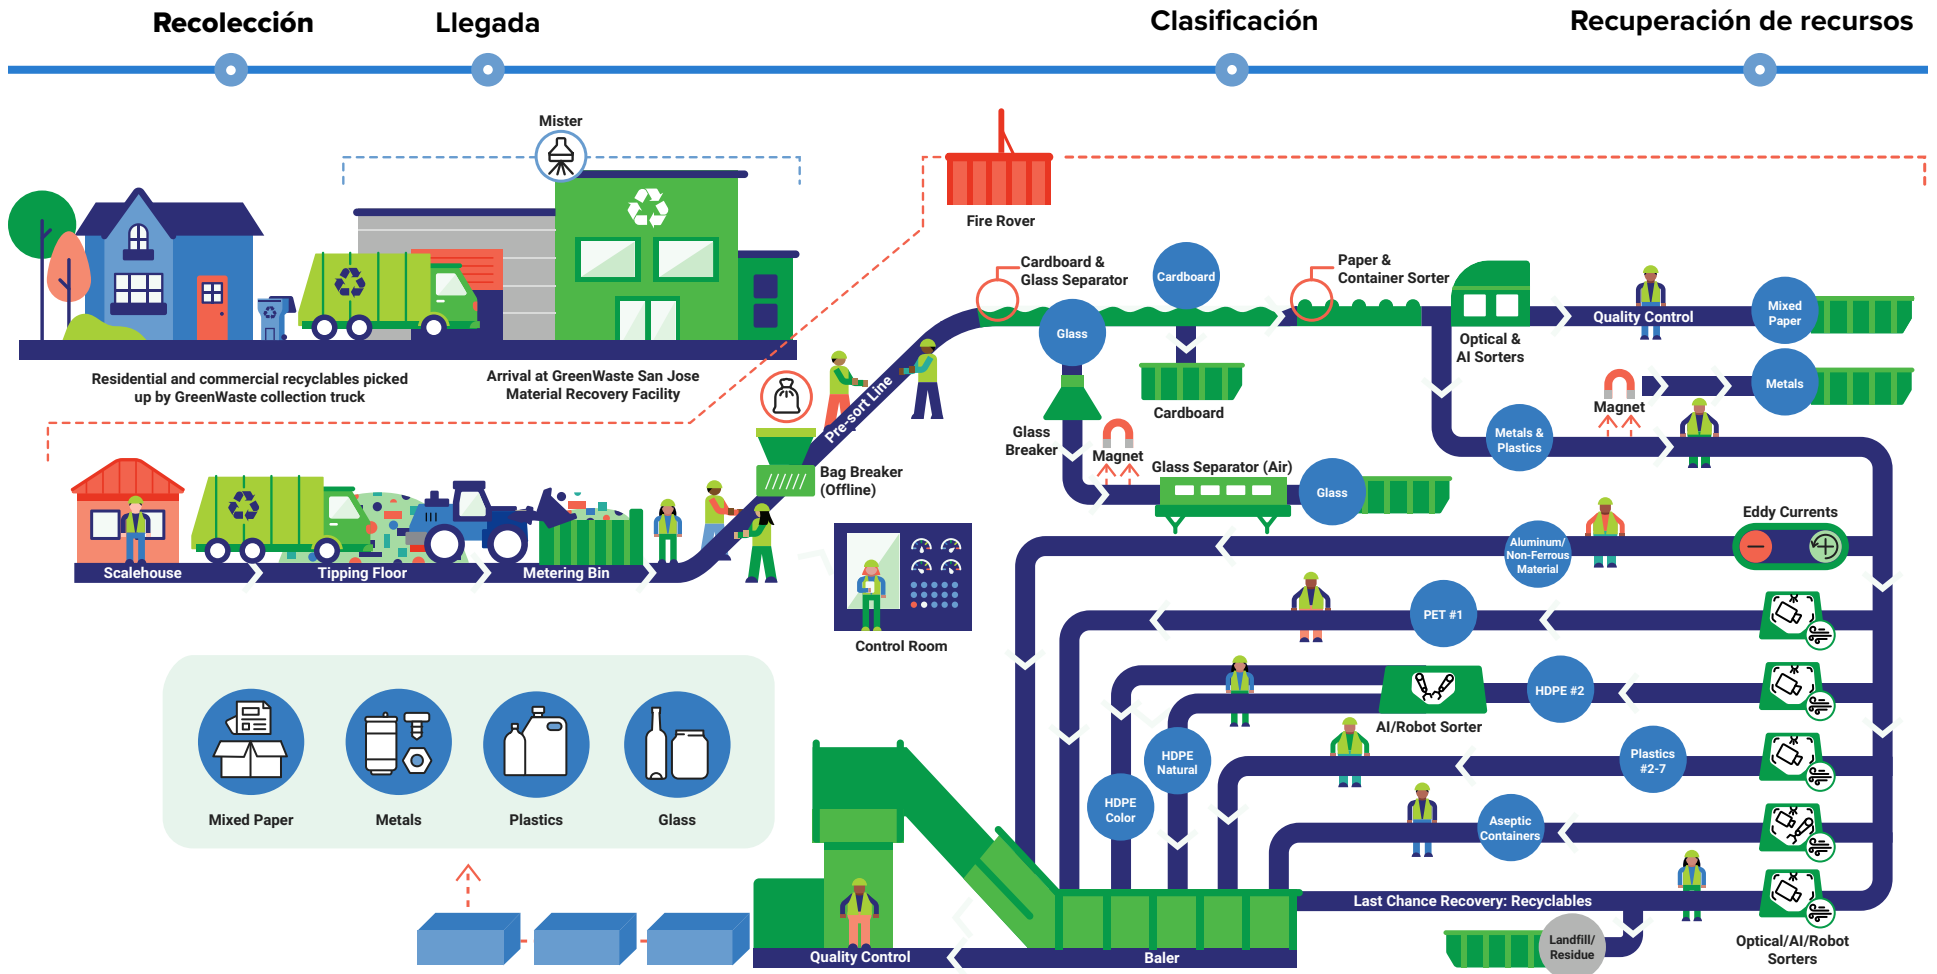 Recolección
Llegada
Clasificación
Recuperación de recursos
Mister
Fire Rover
Residential and commercial recyclables picked
up by GreenWaste collection truck
Arrival at GreenWaste San Jose
Material Recovery Facility
Scalehouse
Tipping Floor
Metering Bin
Bag Breaker
(Offline)
Pre-sort Line
Control Room
Cardboard &
Glass Separator
Glass
Cardboard
Cardboard
Glass
Breaker
Magnet
Glass Separator (Air)
Glass
Paper &
Container Sorter
Optical &
AI Sorters
Quality Control
Mixed
Paper
Metals
Magnet
Metals &
Plastics
Eddy Currents
Aluminum/
Non-Ferrous
Material
PET #1
HDPE #2
AI/Robot Sorter
HDPE
Natural
HDPE
Color
Plastics
#2-7
Aseptic
Containers
Last Chance Recovery: Recyclables
Landfill/
Residue
Optical/AI/Robot
Sorters
Baler
Quality Control
Mixed Paper
Metals
Plastics
Glass